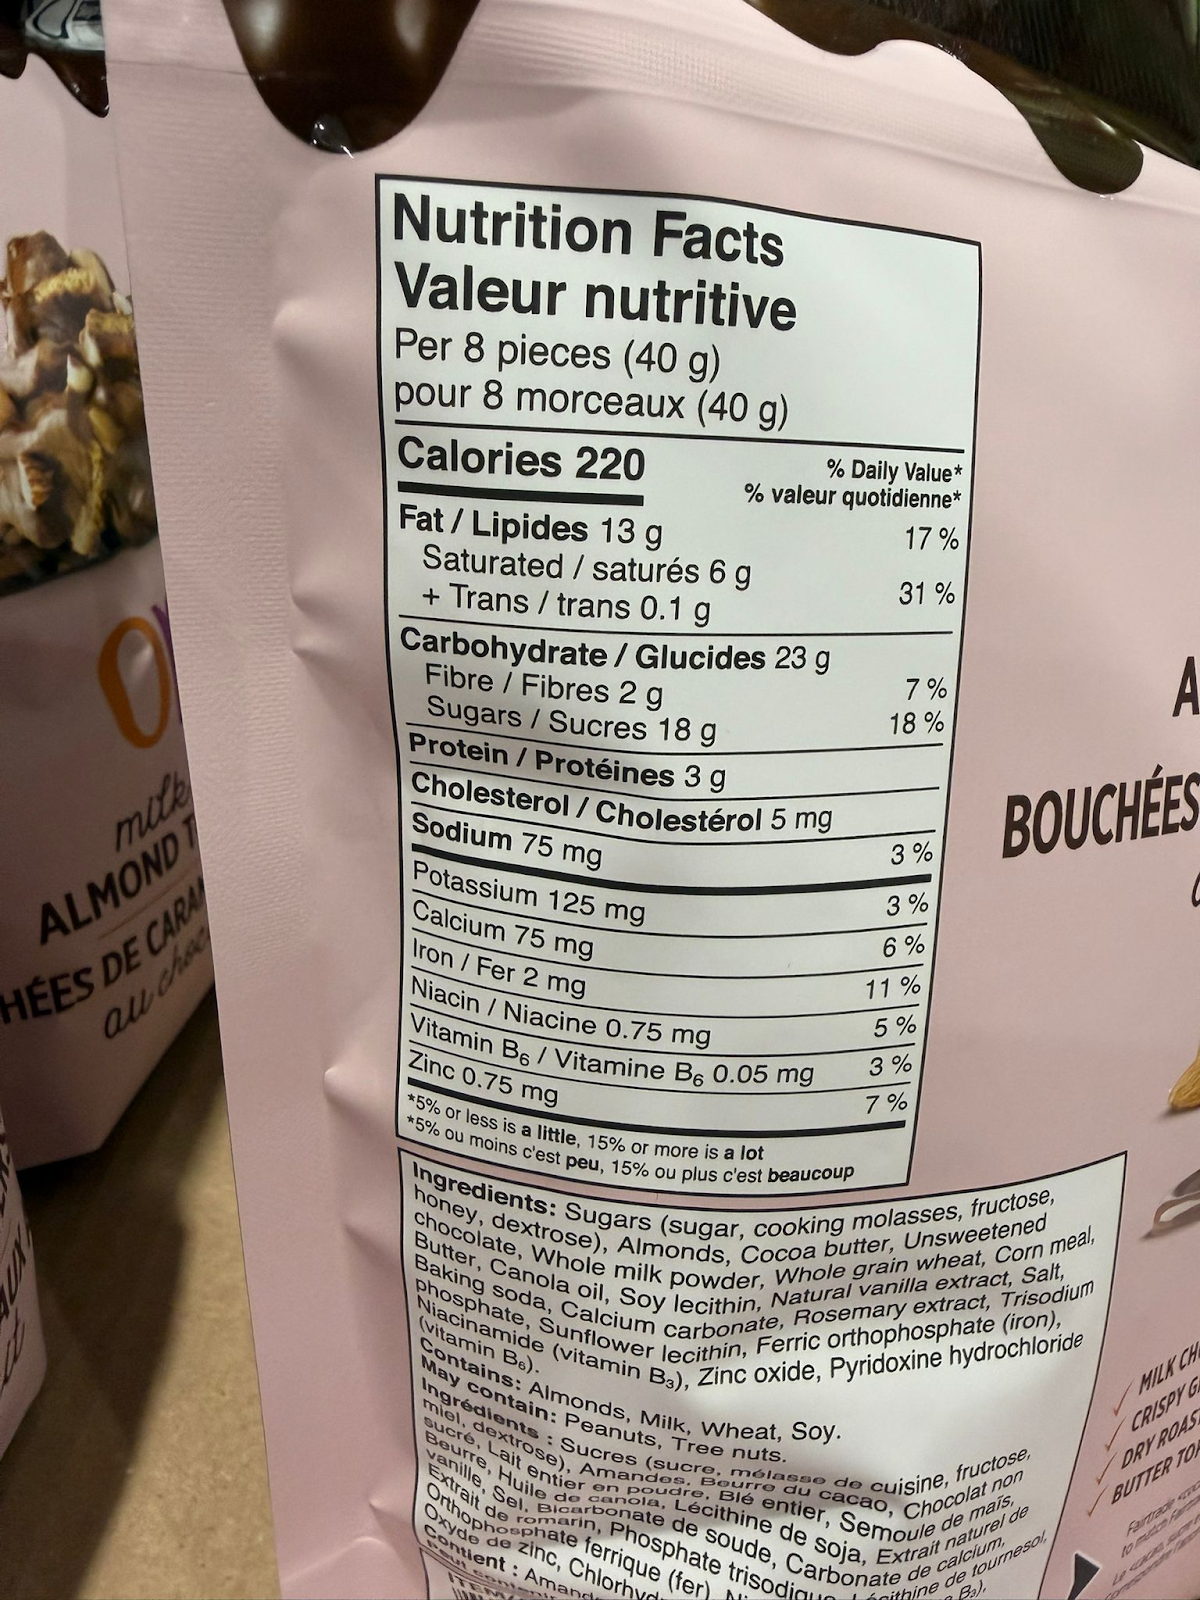 Nutrition Facts
Valeur nutritive
Per 8 pieces (40 g)
pour 8 morceaux (40 g)
Calories 220
% Daily Value*
% valeur quotidienne*
Fat / Lipides 13 g 17 %
Saturated / saturés 6 g
+ Trans / trans 0.1 g 31 %
Carbohydrate / Glucides 23 g
Fibre / Fibres 2 g 7 %
Sugars / Sucres 18 g 18 %
Protein / Protéines 3 g
Cholesterol / Cholestérol 5 mg
Sodium 75 mg 3 %
Potassium 125 mg 3 %
Calcium 75 mg 6 %
Iron / Fer 2 mg 11 %
Niacin / Niacine 0.75 mg 5 %
Vitamin B6 / Vitamine B6 0.05 mg 3 %
Zinc 0.75 mg 7 %
*5% or less is a little, 15% or more is a lot
*5% ou moins c'est peu, 15% ou plus c'est beaucoup
Ingredients: Sugars (sugar, cooking molasses, fructose,
honey, dextrose), Almonds, Cocoa butter, Unsweetened
chocolate, Whole milk powder, Whole grain wheat, Corn meal,
Butter, Canola oil, Soy lecithin, Natural vanilla extract, Salt,
Baking soda, Calcium carbonate, Rosemary extract, Trisodium
phosphate, Sunflower lecithin, Ferric orthophosphate (iron),
Niacinamide (vitamin B3), Zinc oxide, Pyridoxine hydrochloride
(vitamin B6).
Contains: Almonds, Milk, Wheat, Soy.
May contain: Peanuts, Tree nuts.
Ingrédients : Sucres (sucre, mélasse de cuisine, fructose,
miel, dextrose), Amandes, Beurre du cacao, Chocolat non
sucré, Lait entier en poudre, Blé entier, Semoule de maïs,
Beurre, Huile de canola, Lécithine de soja, Extrait naturel de
vanille, Sel, Bicarbonate de soude, Carbonate de calcium,
Extrait de romarin, Phosphate trisodique, Lécithine de tournesol,
Orthophosphate ferrique (fer)
Oxyde de zinc,
Contient :
BOUCHÉES
milk
ALMOND
DE
au
MILK
CRISPY
DRY
BUTTER
Fairtrade